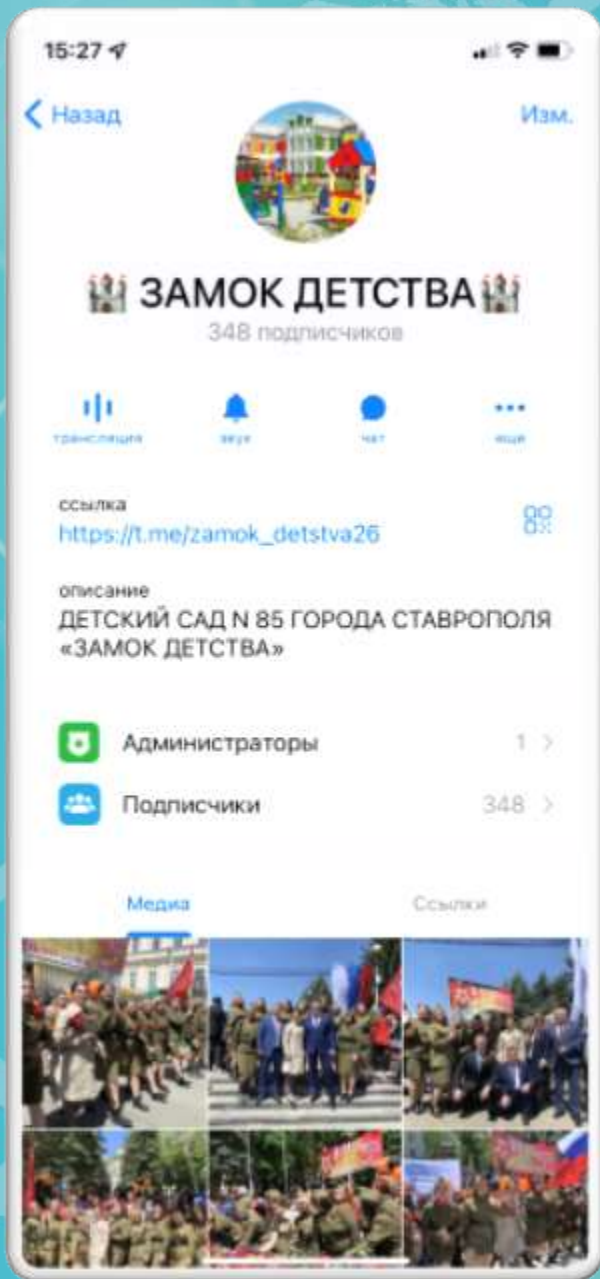 15:27
Назад
Изм.
🏰 ЗАМОК ДЕТСТВА🏰
348 подписчиков
трансляция звук чат ещё
ссылка
https://t.me/zamok_detstva26
описание
ДЕТСКИЙ САД N 85 ГОРОДА СТАВРОПОЛЯ
«ЗАМОК ДЕТСТВА»
Администраторы 1
Подписчики 348
Медиа Ссылки